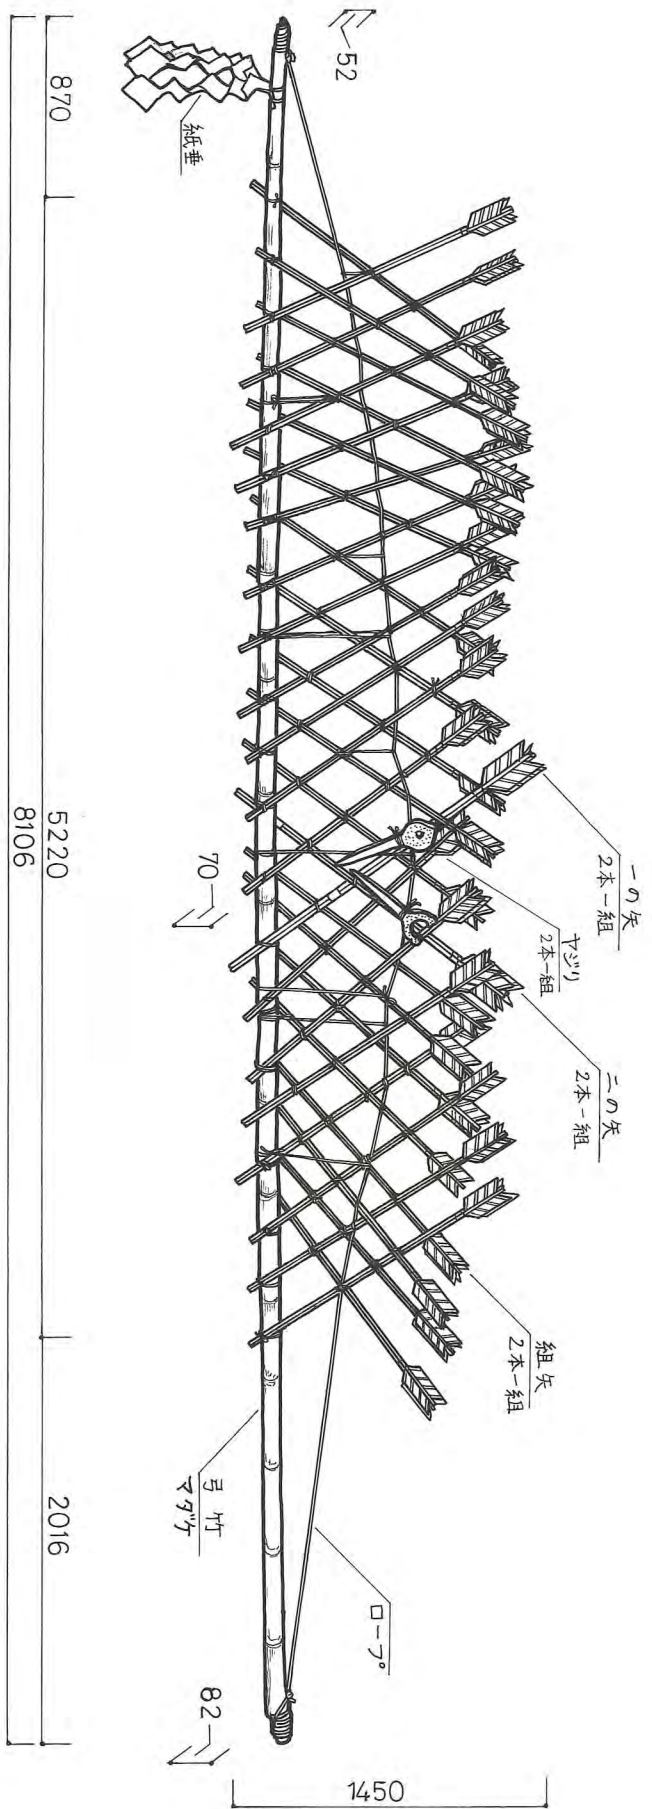 52
870
紙垂
一の矢
2本一組
ヤジリ
2本一組
5220
8106
70
二の矢
2本一組
組矢
2本一組
弓竹
マダケ
ロープ
2016
82
1450